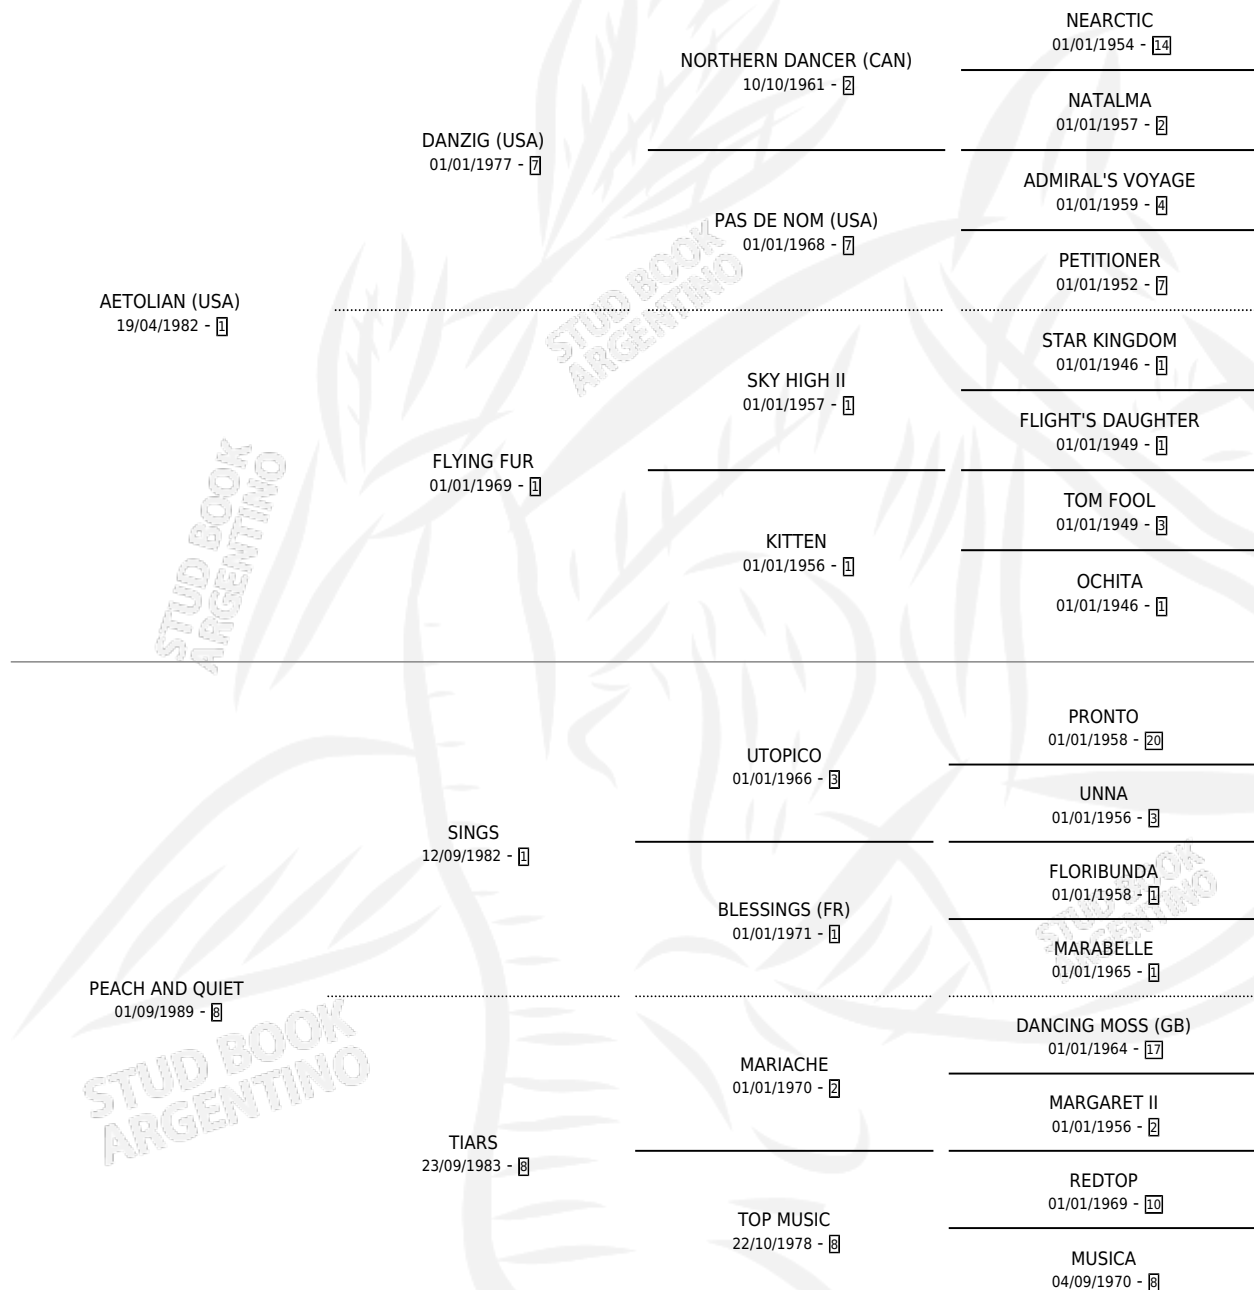 NEARCTIC
01/01/1954 - 14
NORTHERN DANCER (CAN)
10/10/1961 - 2
NATALMA
01/01/1957 - 2
DANZIG (USA)
01/01/1977 - 7
ADMIRAL'S VOYAGE
01/01/1959 - 4
PAS DE NOM (USA)
01/01/1968 - 7
PETITIONER
01/01/1952 - 7
AETOLIAN (USA)
19/04/1982 - 1
STUD BOOK
ARGENTINO
STAR KINGDOM
01/01/1946 - 1
SKY HIGH II
01/01/1957 - 1
FLIGHT'S DAUGHTER
01/01/1949 - 1
FLYING FUR
01/01/1969 - 1
TOM FOOL
01/01/1949 - 3
KITTEN
01/01/1956 - 1
OCHITA
01/01/1946 - 1
STUD BOOK
ARGENTINO
PRONTO
01/01/1958 - 20
UTOPICO
01/01/1966 - 3
UNNA
01/01/1956 - 3
SINGS
12/09/1982 - 1
FLORIBUNDA
01/01/1958 - 1
BLESSINGS (FR)
01/01/1971 - 1
STUD BOOK
ARGENTINO
MARABELLE
01/01/1965 - 1
PEACH AND QUIET
01/09/1989 - 8
STUD BOOK
ARGENTINO
DANCING MOSS (GB)
01/01/1964 - 17
MARIACHE
01/01/1970 - 2
MARGARET II
01/01/1956 - 2
TIARS
23/09/1983 - 8
REDTOP
01/01/1969 - 10
TOP MUSIC
22/10/1978 - 8
MUSICA
04/09/1970 - 8